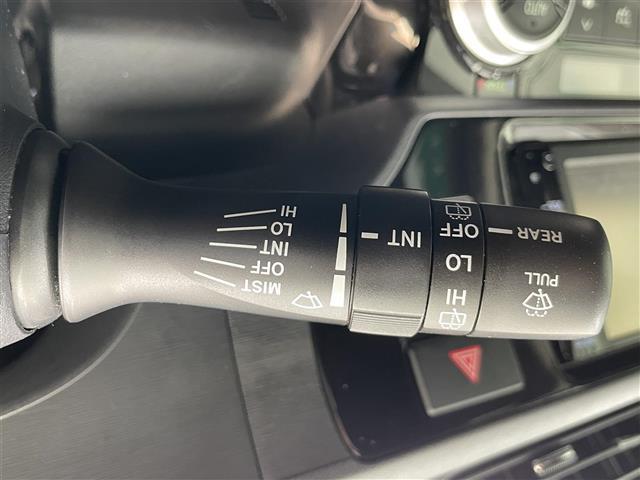 HI
LO
INT
OFF
MIST
INT
OFF
LO
HI
REAR
PULL